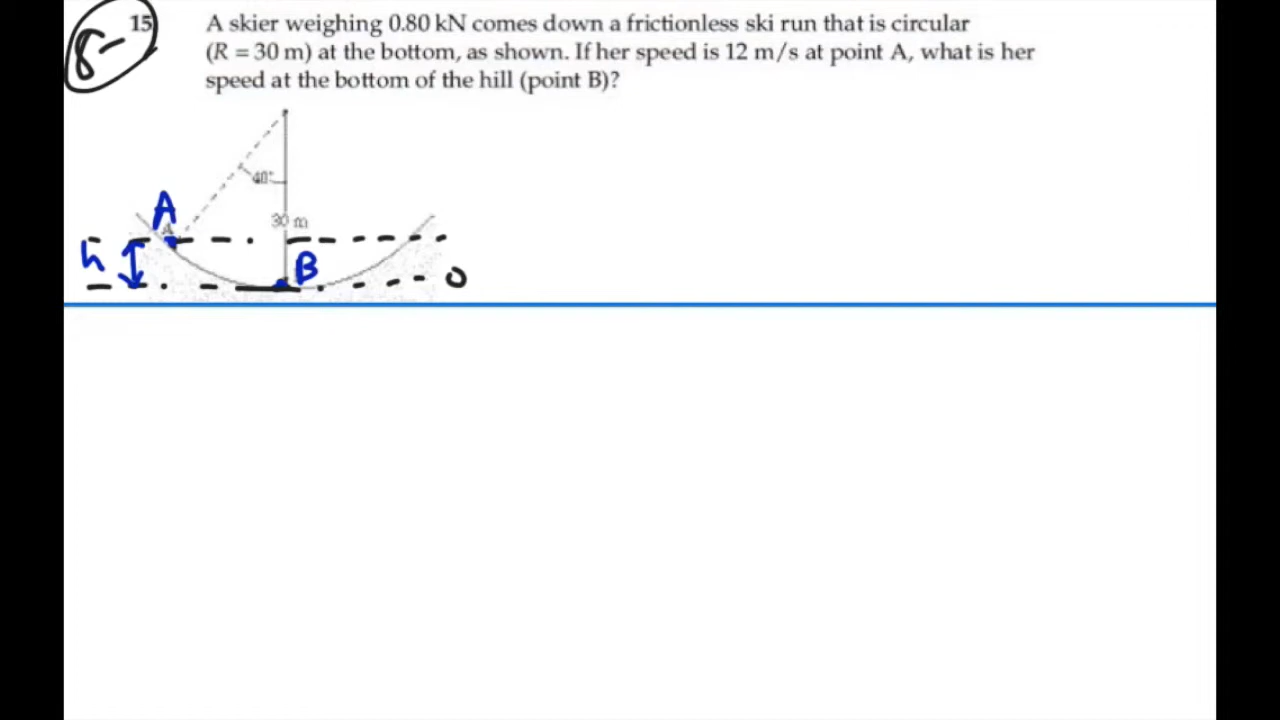 8-
15 A skier weighing 0.80 kN comes down a frictionless ski run that is circular
(R = 30 m) at the bottom, as shown. If her speed is 12 m/s at point A, what is her
speed at the bottom of the hill (point B)?
40°
A
A
30 m
h
B
0